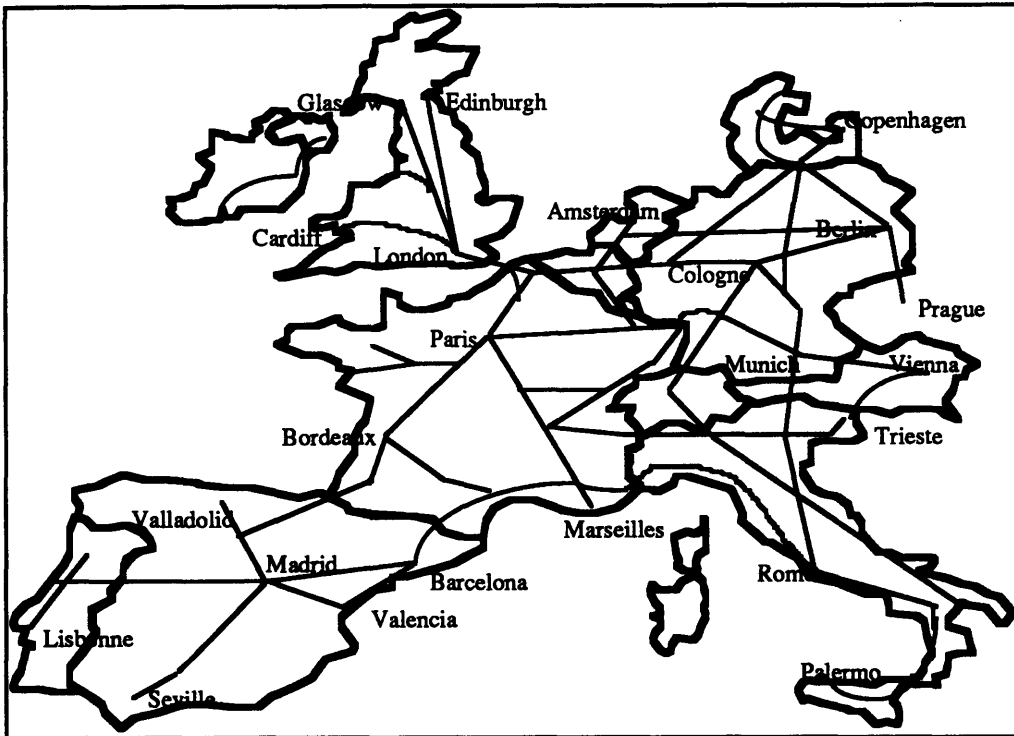 Glasgow
Edinburgh
Copenhagen
Amsterdam
Cardiff
Berlin
London
Cologne
Prague
Paris
Munich
Vienna
Bordeaux
Trieste
Valladolid
Marseilles
Madrid
Rome
Barcelona
Valencia
Lisbonne
Palermo
Seville